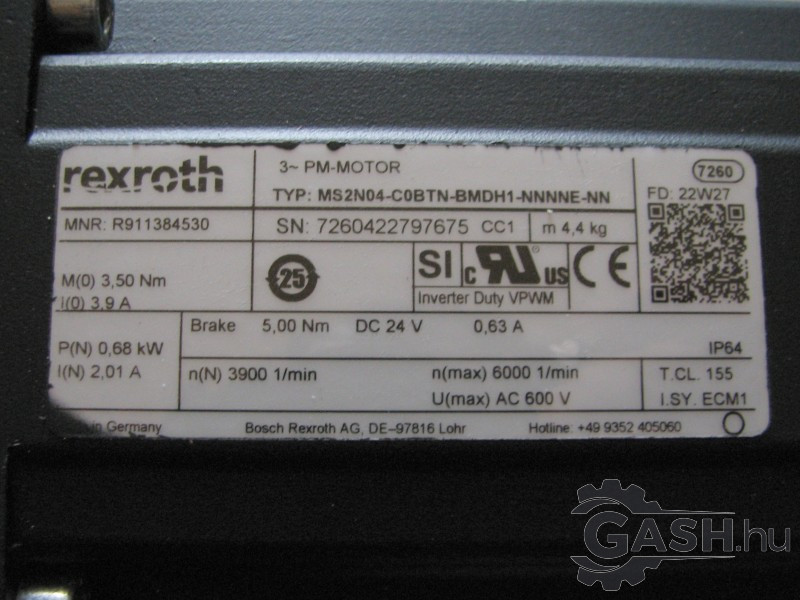 rexroth
3~ PM-MOTOR
7260
TYP: MS2N04-C0BTN-BMDH1-NNNNE-NN
FD: 22W27
MNR: R911384530
SN: 7260422797675 CC1
m 4,4 kg
M(0) 3,50 Nm
I(0) 3,9 A
25
SI
c RU us
CE
Inverter Duty VPWM
Brake 5,00 Nm DC 24 V 0,63 A
P(N) 0,68 kW
I(N) 2,01 A
IP64
n(N) 3900 1/min
n(max) 6000 1/min
U(max) AC 600 V
T.CL. 155
I.SY. ECM1
in Germany
Bosch Rexroth AG, DE-97816 Lohr
Hotline: +49 9352 405060
GASH.hu